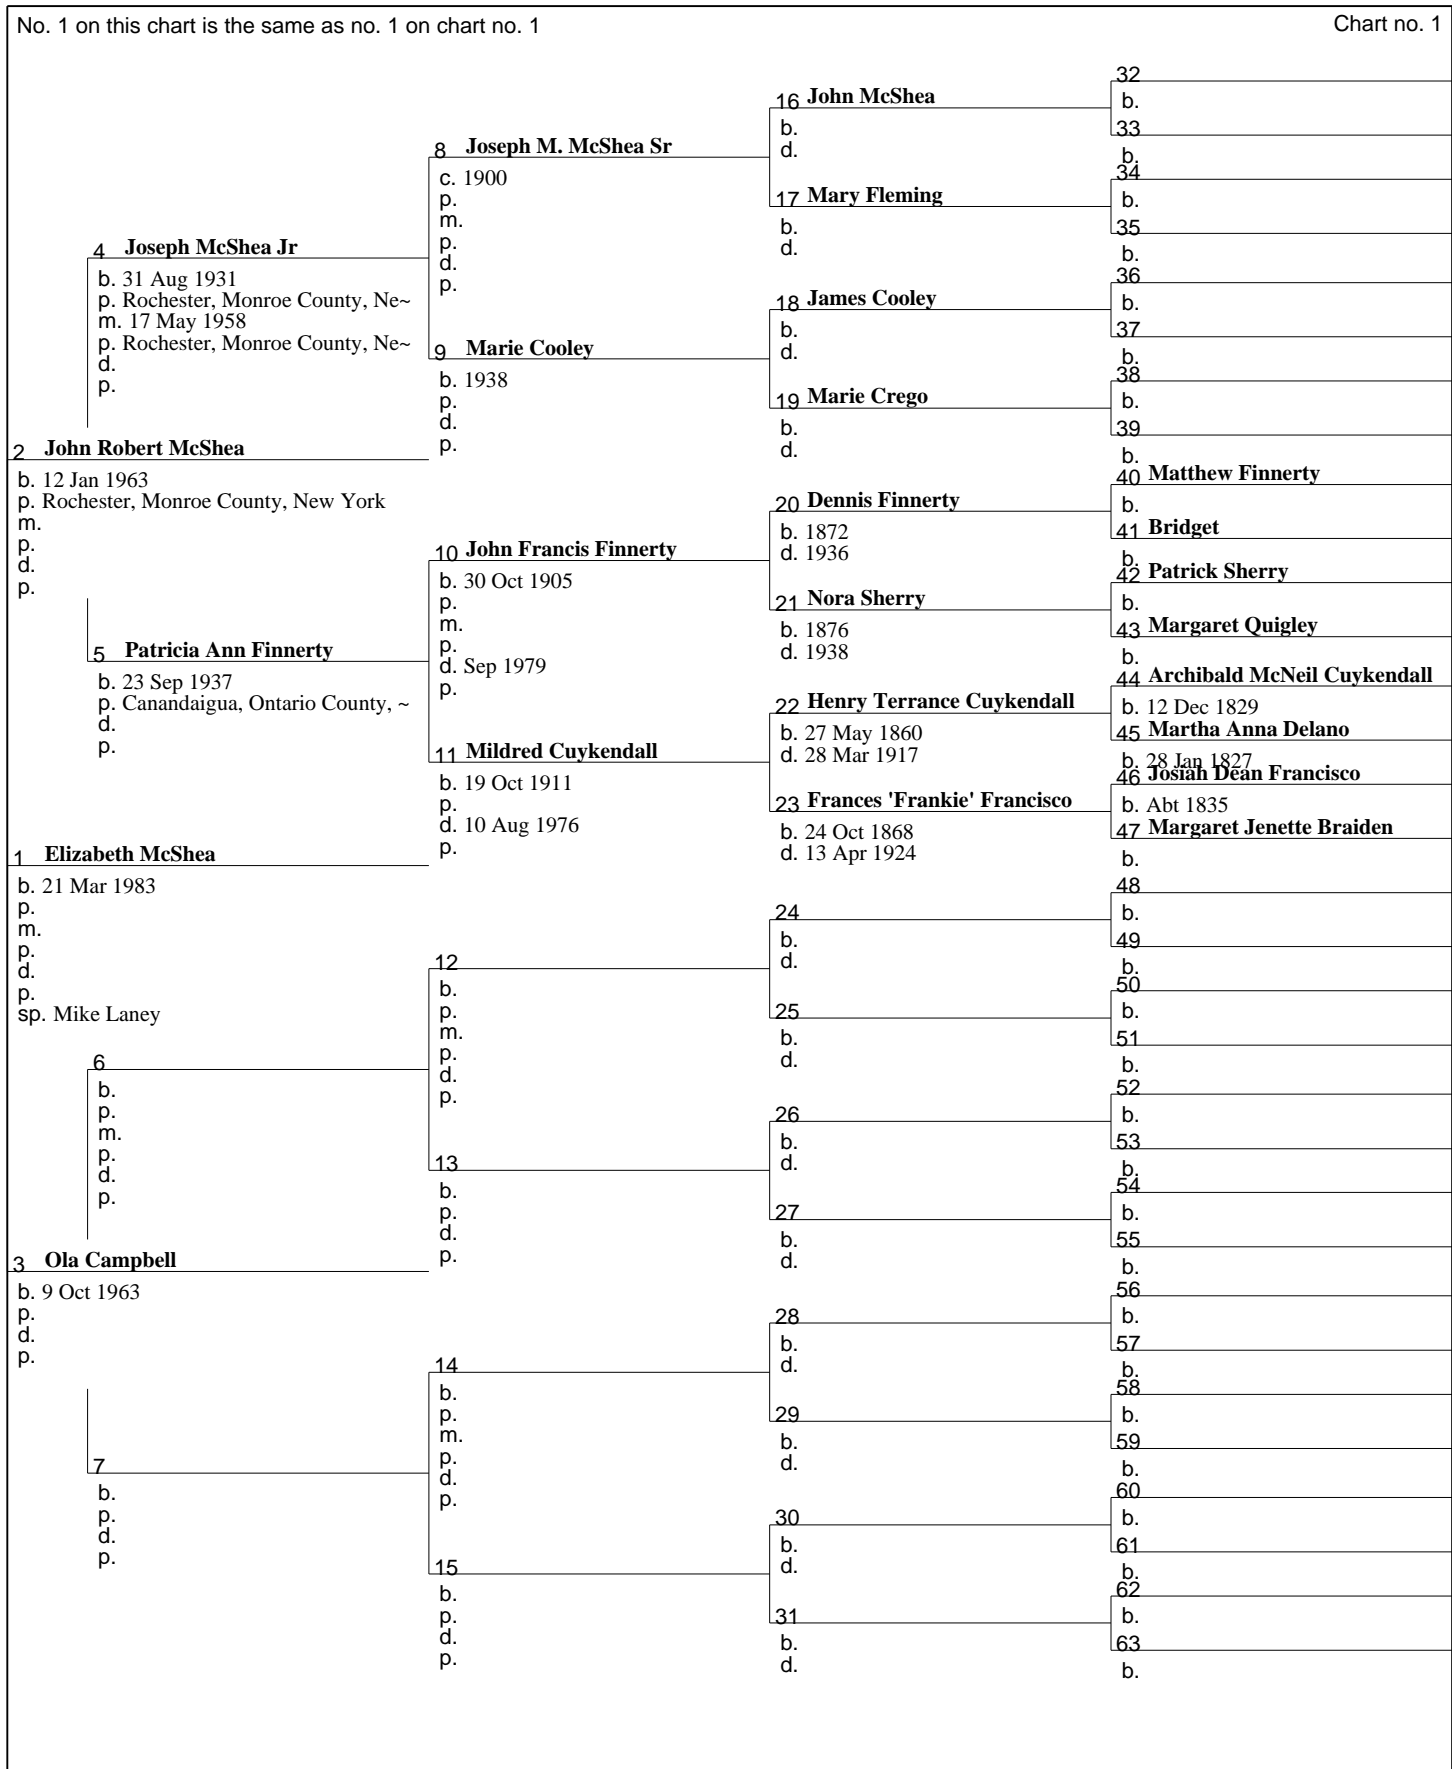 No. 1 on this chart is the same as no. 1 on chart no. 1
Chart no. 1
1 Elizabeth McShea
b. 21 Mar 1983
p.
m.
p.
d.
p.
sp. Mike Laney
2 John Robert McShea
b. 12 Jan 1963
p. Rochester, Monroe County, New York
m.
p.
d.
p.
3 Ola Campbell
b. 9 Oct 1963
p.
d.
p.
4 Joseph McShea Jr
b. 31 Aug 1931
p. Rochester, Monroe County, Ne~
m. 17 May 1958
p. Rochester, Monroe County, Ne~
d.
p.
5 Patricia Ann Finnerty
b. 23 Sep 1937
p. Canandaigua, Ontario County, ~
d.
p.
6
b.
p.
m.
p.
d.
p.
7
b.
p.
d.
p.
8 Joseph M. McShea Sr
c. 1900
p.
m.
p.
d.
p.
9 Marie Cooley
b. 1938
p.
d.
p.
10 John Francis Finnerty
b. 30 Oct 1905
p.
m.
p.
d. Sep 1979
p.
11 Mildred Cuykendall
b. 19 Oct 1911
p.
d. 10 Aug 1976
p.
12
b.
p.
m.
p.
d.
p.
13
b.
p.
d.
p.
14
b.
p.
m.
p.
d.
p.
15
b.
p.
d.
p.
16 John McShea
b.
d.
17 Mary Fleming
b.
d.
18 James Cooley
b.
d.
19 Marie Crego
b.
d.
20 Dennis Finnerty
b. 1872
d. 1936
21 Nora Sherry
b. 1876
d. 1938
22 Henry Terrance Cuykendall
b. 27 May 1860
d. 28 Mar 1917
23 Frances 'Frankie' Francisco
b. 24 Oct 1868
d. 13 Apr 1924
24
b.
d.
25
b.
d.
26
b.
d.
27
b.
d.
28
b.
d.
29
b.
d.
30
b.
d.
31
b.
d.
32
b.
33
b.
34
b.
35
b.
36
b.
37
b.
38
b.
39
b.
40 Matthew Finnerty
b.
41 Bridget
b.
42 Patrick Sherry
b.
43 Margaret Quigley
b.
44 Archibald McNeil Cuykendall
b. 12 Dec 1829
45 Martha Anna Delano
b. 28 Jan 1827
46 Josiah Dean Francisco
b. Abt 1835
47 Margaret Jenette Braiden
b.
48
b.
49
b.
50
b.
51
b.
52
b.
53
b.
54
b.
55
b.
56
b.
57
b.
58
b.
59
b.
60
b.
61
b.
62
b.
63
b.